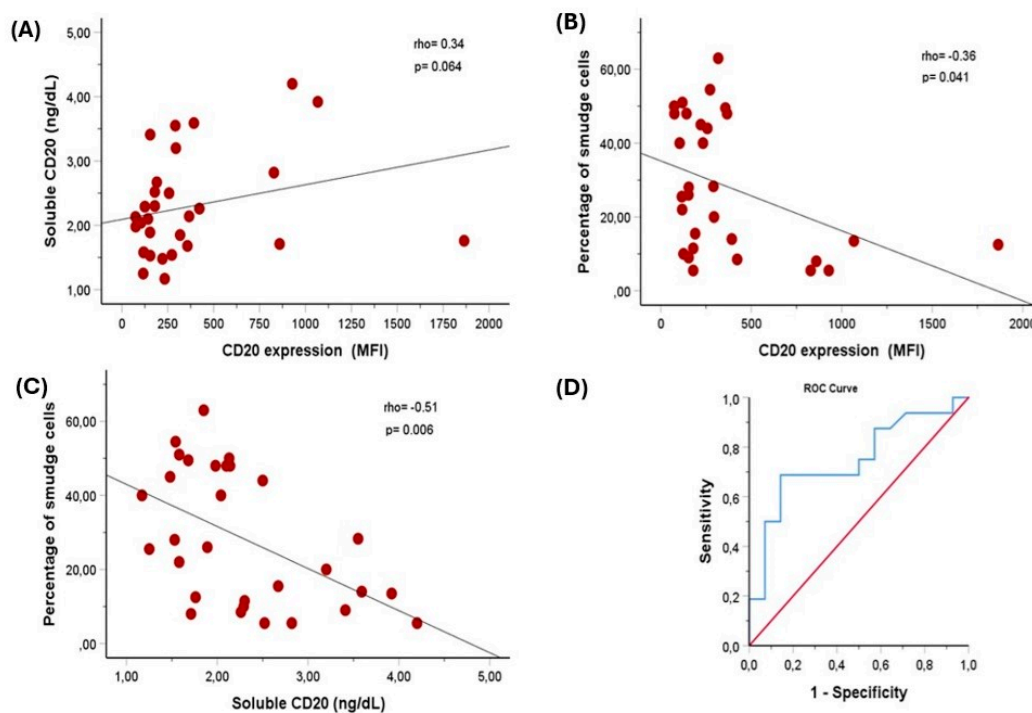 (A)
rho= 0.34
p= 0.064
Soluble CD20 (ng/dL)
5,00
4,00
3,00
2,00
1,00
0 250 500 750 1000 1250 1500 1750 2000
CD20 expression (MFI)
(B)
rho= -0.36
p= 0.041
Percentage of smudge cells
60,00
40,00
20,00
,00
0 500 1000 1500 2000
CD20 expression (MFI)
(C)
rho= -0.51
p= 0.006
Percentage of smudge cells
60,00
40,00
20,00
,00
1,00 2,00 3,00 4,00 5,00
Soluble CD20 (ng/dL)
(D)
ROC Curve
Sensitivity
1,0
0,8
0,6
0,4
0,2
0,0
0,0 0,2 0,4 0,6 0,8 1,0
1 - Specificity